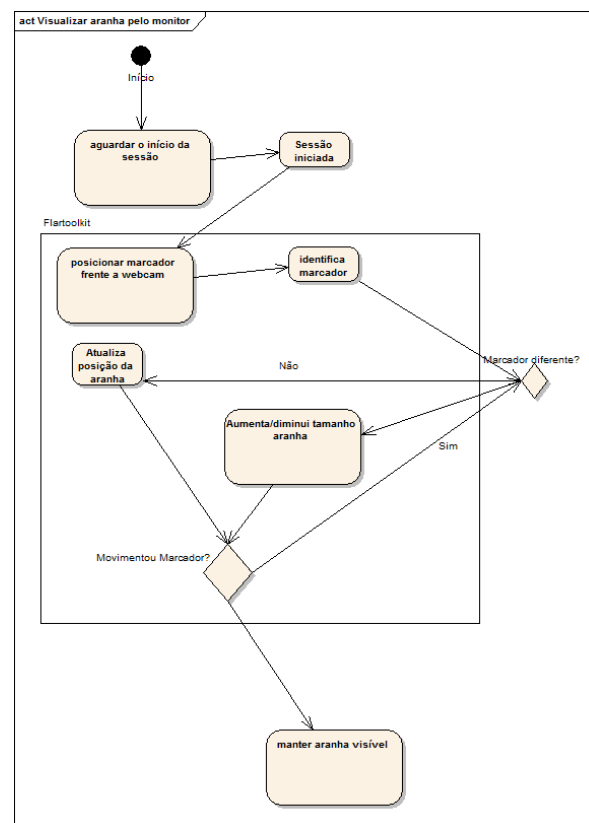 act Visualizar aranha pelo monitor
Início
aguardar o início da
sessão
Sessão
iniciada
Flartoolkit
posicionar marcador
frente a webcam
identifica
marcador
Marcador diferente?
Atualiza
posição da
aranha
Não
Aumenta/diminui tamanho
aranha
Sim
Movimentou Marcador?
manter aranha visível